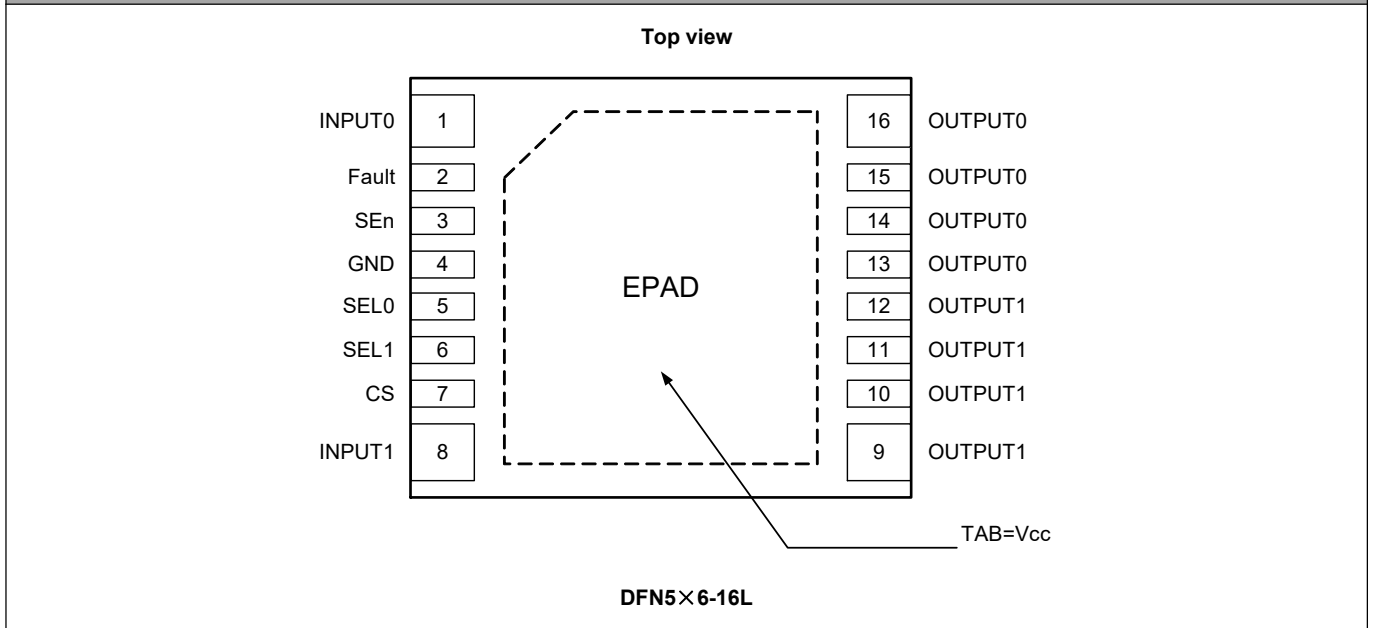 Top view
INPUT0 1 16 OUTPUT0
Fault 2 15 OUTPUT0
SEn 3 14 OUTPUT0
GND 4 13 OUTPUT0
EPAD
SEL0 5 12 OUTPUT1
SEL1 6 11 OUTPUT1
CS 7 10 OUTPUT1
INPUT1 8 9 OUTPUT1
TAB=Vcc
DFN5×6-16L